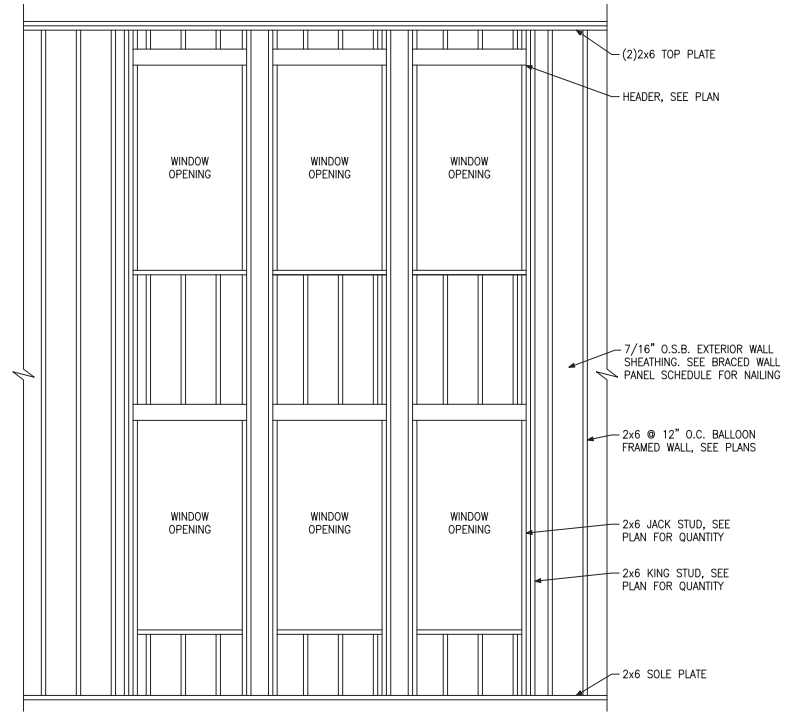 (2)2x6 TOP PLATE
HEADER, SEE PLAN
WINDOW
OPENING
WINDOW
OPENING
WINDOW
OPENING
7/16" O.S.B. EXTERIOR WALL
SHEATHING. SEE BRACED WALL
PANEL SCHEDULE FOR NAILING
2x6 @ 12" O.C. BALLOON
FRAMED WALL, SEE PLANS
WINDOW
OPENING
WINDOW
OPENING
WINDOW
OPENING
2x6 JACK STUD, SEE
PLAN FOR QUANTITY
2x6 KING STUD, SEE
PLAN FOR QUANTITY
2x6 SOLE PLATE